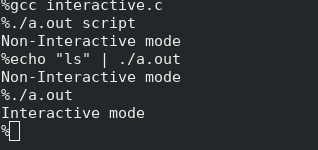 %gcc interactive.c
%./a.out script
Non-Interactive mode
%echo "ls" | ./a.out
Non-Interactive mode
%./a.out
Interactive mode
%